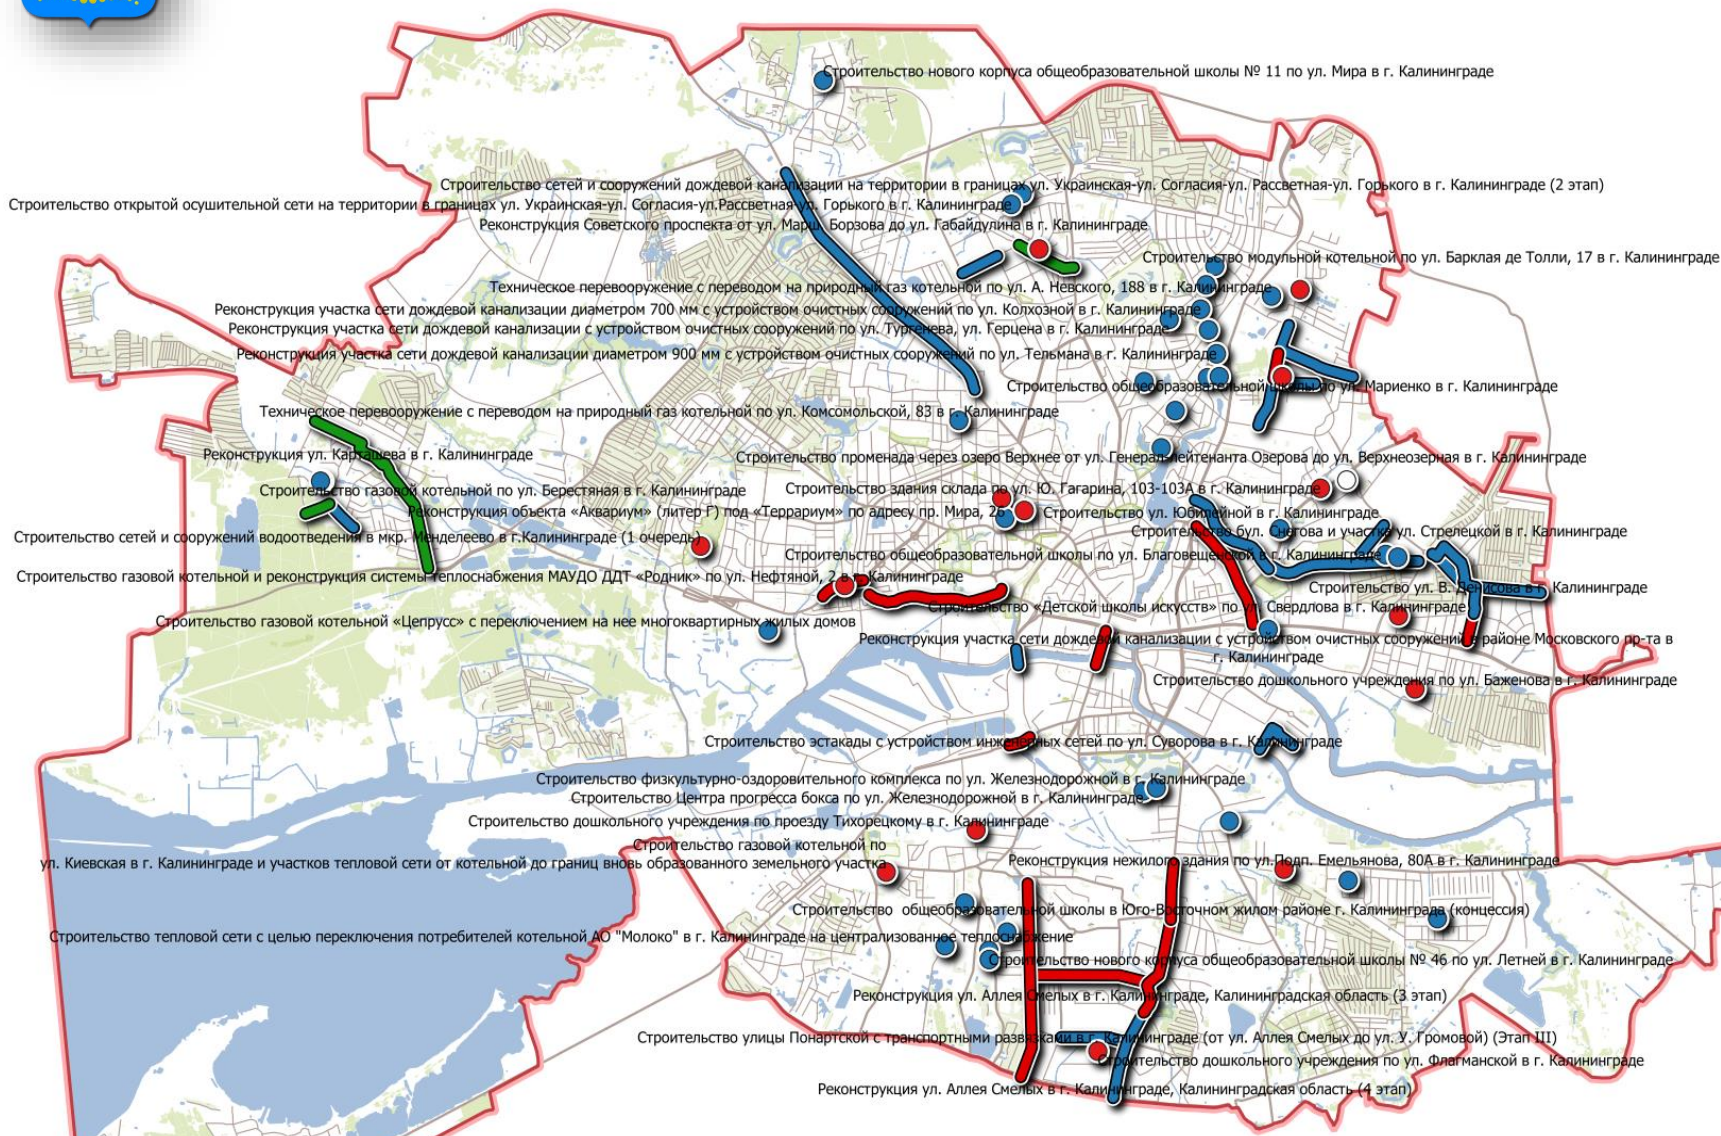 Строительство нового корпуса общеобразовательной школы № 11 по ул. Мира в г. Калининграде
Строительство сетей и сооружений дождевой канализации на территории в границах ул. Украинская-ул. Согласия-ул. Рассветная-ул. Горького в г. Калининграде (2 этап)
Строительство открытой осушительной сети на территории в границах ул. Украинская-ул. Согласия-ул.Рассветная-ул. Горького в г. Калининграде
Реконструкция Советского проспекта от ул. Марш. Борзова до ул. Габайдулина в г. Калининграде
Строительство модульной котельной по ул. Барклая де Толли, 17 в г. Калининграде
Техническое перевооружение с переводом на природный газ котельной по ул. А. Невского, 188 в г. Калининграде
Реконструкция участка сети дождевой канализации диаметром 700 мм с устройством очистных сооружений по ул. Колхозной в г. Калининграде
Реконструкция участка сети дождевой канализации с устройством очистных сооружений по ул. Тургенева, ул. Герцена в г. Калининграде
Реконструкция участка сети дождевой канализации диаметром 900 мм с устройством очистных сооружений по ул. Тельмана в г. Калининграде
Строительство общеобразовательной школы по ул. Мариенко в г. Калининграде
Техническое перевооружение с переводом на природный газ котельной по ул. Комсомольской, 83 в г. Калининграде
Реконструкция ул. Карташева в г. Калининграде
Строительство променада через озеро Верхнее от ул. Генерал-лейтенанта Озерова до ул. Верхнеозерная в г. Калининграде
Строительство газовой котельной по ул. Берестяная в г. Калининграде
Строительство здания склада по ул. Ю. Гагарина, 103-103А в г. Калининграде
Реконструкция объекта «Аквариум» (литер Г) под «Террариум» по адресу пр. Мира, 26
Строительство ул. Юбилейной в г. Калининграде
Строительство бул. Снегова и участка ул. Стрелецкой в г. Калининграде
Строительство сетей и сооружений водоотведения в мкр. Менделеево в г.Калининграде (1 очередь)
Строительство общеобразовательной школы по ул. Благовещенской в г. Калининграде
Строительство газовой котельной и реконструкция системы теплоснабжения МАУДО ДДТ «Родник» по ул. Нефтяной, 2 в г. Калининграде
Строительство ул. В. Денисова в г. Калининграде
Строительство «Детской школы искусств» по ул. Свердлова в г. Калининграде
Строительство газовой котельной «Цепрусс» с переключением на нее многоквартирных жилых домов
Реконструкция участка сети дождевой канализации с устройством очистных сооружений в районе Московского пр-та в
г. Калининграде
Строительство дошкольного учреждения по ул. Баженова в г. Калининграде
Строительство эстакады с устройством инженерных сетей по ул. Суворова в г. Калининграде
Строительство физкультурно-оздоровительного комплекса по ул. Железнодорожной в г. Калининграде
Строительство Центра прогресса бокса по ул. Железнодорожной в г. Калининграде
Строительство дошкольного учреждения по проезду Тихорецкому в г. Калининграде
Строительство газовой котельной по
ул. Киевская в г. Калининграде и участков тепловой сети от котельной до границ вновь образованного земельного участка
Реконструкция нежилого здания по ул.Подп. Емельянова, 80А в г. Калининграде
Строительство общеобразовательной школы в Юго-Восточном жилом районе г. Калининграда (концессия)
Строительство тепловой сети с целью переключения потребителей котельной АО "Молоко" в г. Калининграде на централизованное теплоснабжение
Строительство нового корпуса общеобразовательной школы № 46 по ул. Летней в г. Калининграде
Реконструкция ул. Аллея Смелых в г. Калининграде, Калининградская область (3 этап)
Строительство улицы Понартской с транспортными развязками в г. Калининграде (от ул. Аллея Смелых до ул. У. Громовой) (Этап III)
Строительство дошкольного учреждения по ул. Флагманской в г. Калининграде
Реконструкция ул. Аллея Смелых в г. Калининграде, Калининградская область (4 этап)